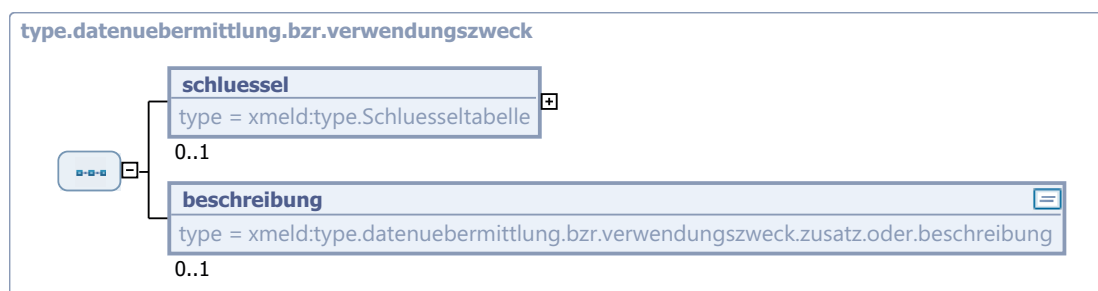 type.datenuebermittlung.bzr.verwendungszweck
schluessel
type = xmeld:type.Schluesseltabelle
0..1
beschreibung
type = xmeld:type.datenuebermittlung.bzr.verwendungszweck.zusatz.oder.beschreibung
0..1